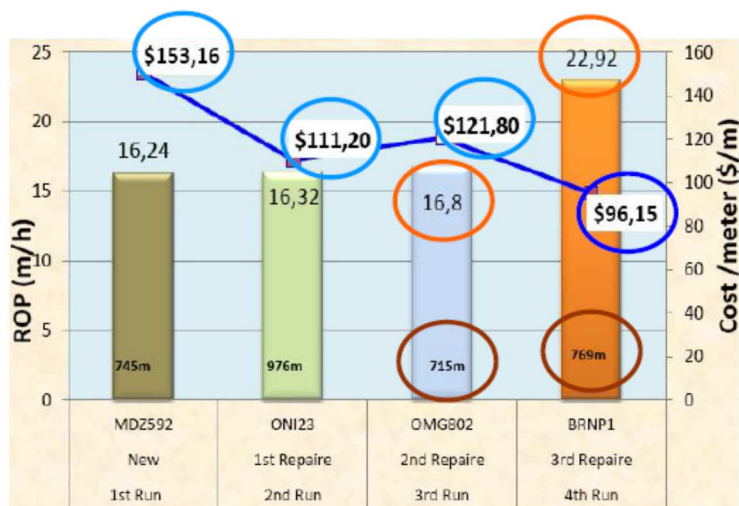 25
20
15
10
5
0
ROP (m/h)
160
140
120
100
80
60
40
20
0
Cost /meter ($/m)
$153,16
$111,20
$121,80
$96,15
16,24
16,32
16,8
22,92
745m
976m
715m
769m
MDZ592
ONI23
OMG802
BRNP1
New
1st Repaire
2nd Repaire
3rd Repaire
1st Run
2nd Run
3rd Run
4th Run